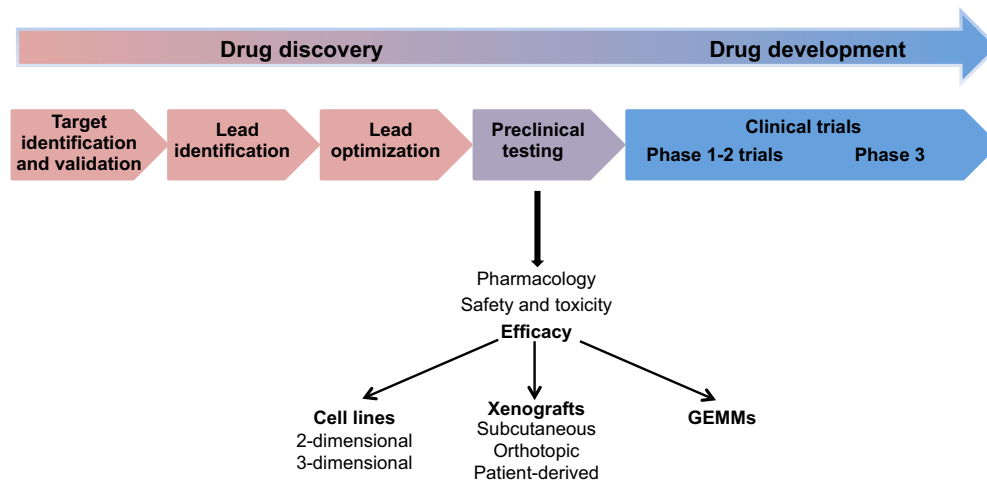 Drug discovery
Drug development
Target
identification
and validation
Lead
identification
Lead
optimization
Preclinical
testing
Clinical trials
Phase 1-2 trials
Phase 3
Pharmacology
Safety and toxicity
Efficacy
Cell lines
2-dimensional
3-dimensional
Xenografts
Subcutaneous
Orthotopic
Patient-derived
GEMMs